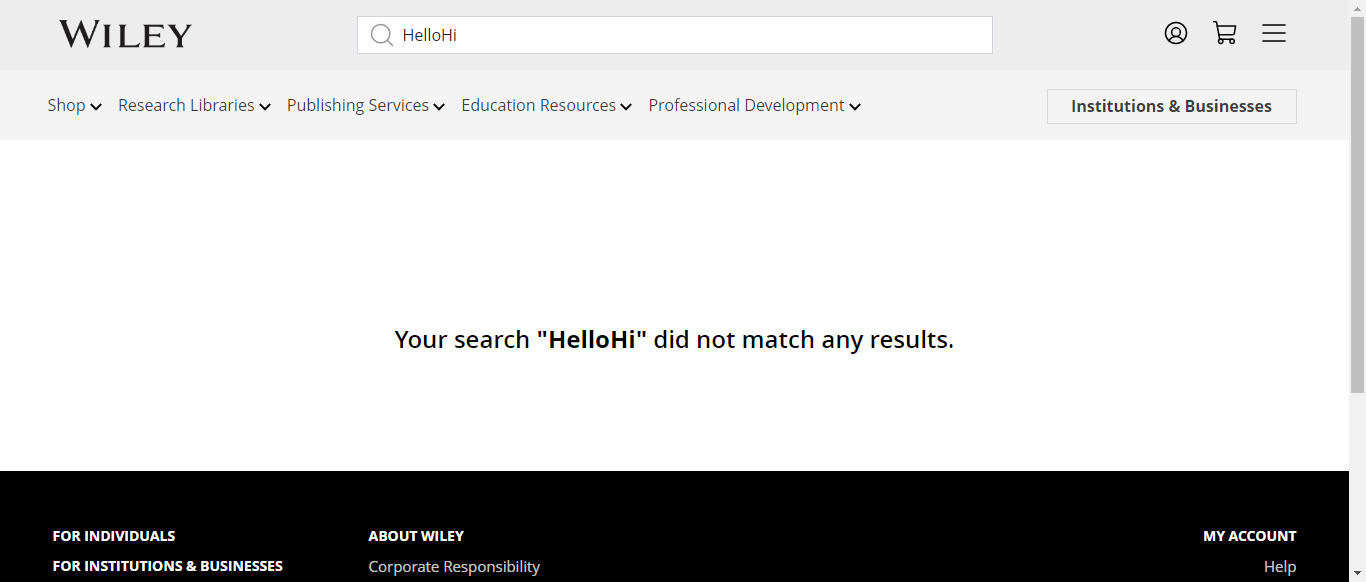 WILEY
HelloHi
Shop Research Libraries Publishing Services Education Resources Professional Development Institutions & Businesses
Your search "HelloHi" did not match any results.
FOR INDIVIDUALS ABOUT WILEY MY ACCOUNT
FOR INSTITUTIONS & BUSINESSES Corporate Responsibility Help